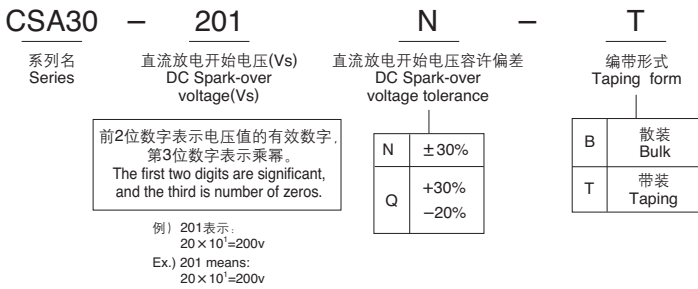 CSA30 – 201 N – T
系列名
Series
直流放电开始电压(Vs)
DC Spark-over
voltage(Vs)
直流放电开始电压容许偏差
DC Spark-over
voltage tolerance
编带形式
Taping form
前2位数字表示电压值的有效数字,
第3位数字表示乘幂。
The first two digits are significant,
and the third is number of zeros.
例) 201表示:
20×10¹=200v
Ex.) 201 means:
20×10¹=200v
N ±30%
Q +30%
–20%
B 散装
Bulk
T 带装
Taping